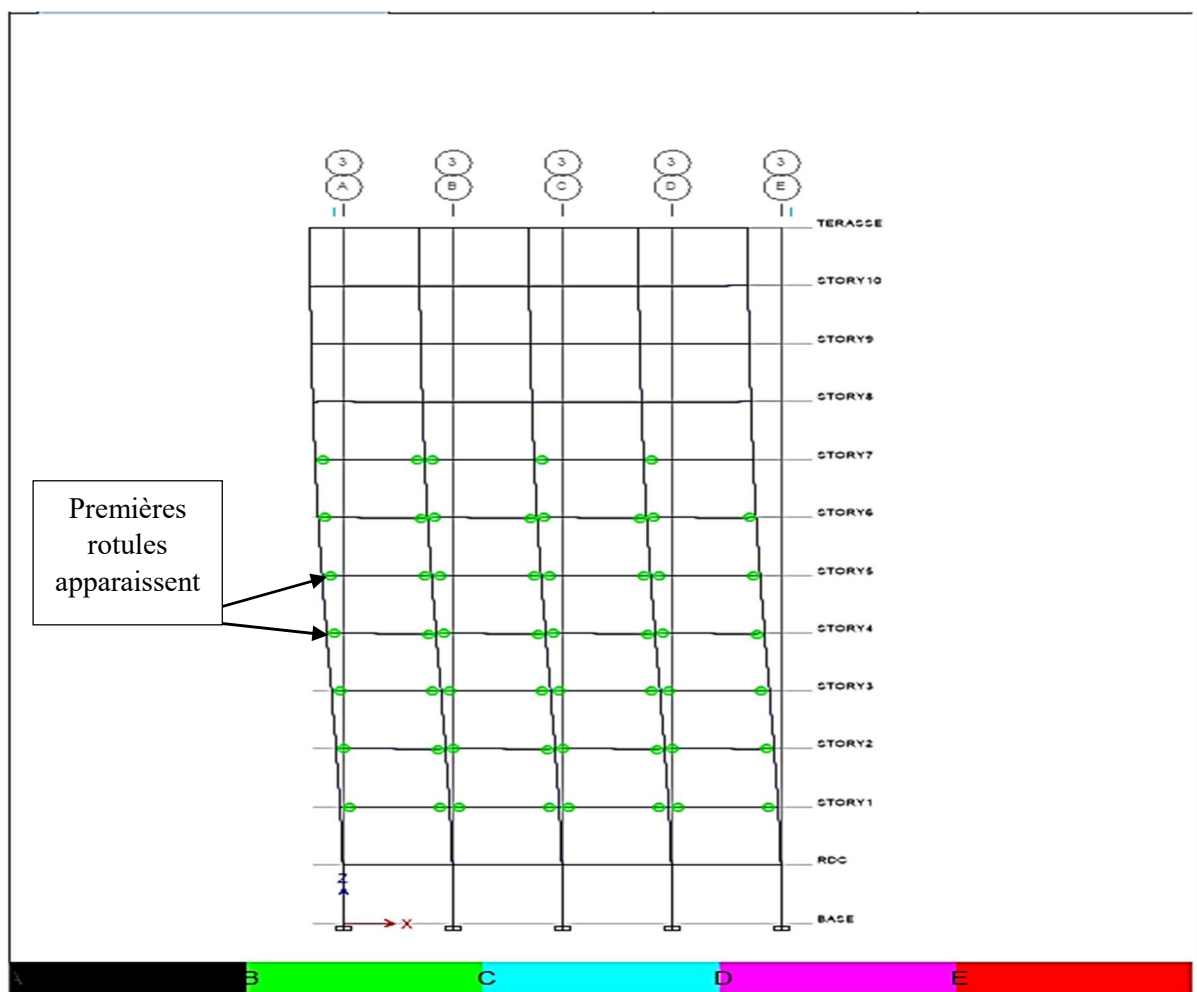 3 3 3 3 3
A B C D E
TERASSE
STORY10
STORY9
STORY8
STORY7
STORY6
STORY5
STORY4
STORY3
STORY2
STORY1
RDC
BASE
Premières
rotules
apparaissent
Z
X
A B C D E